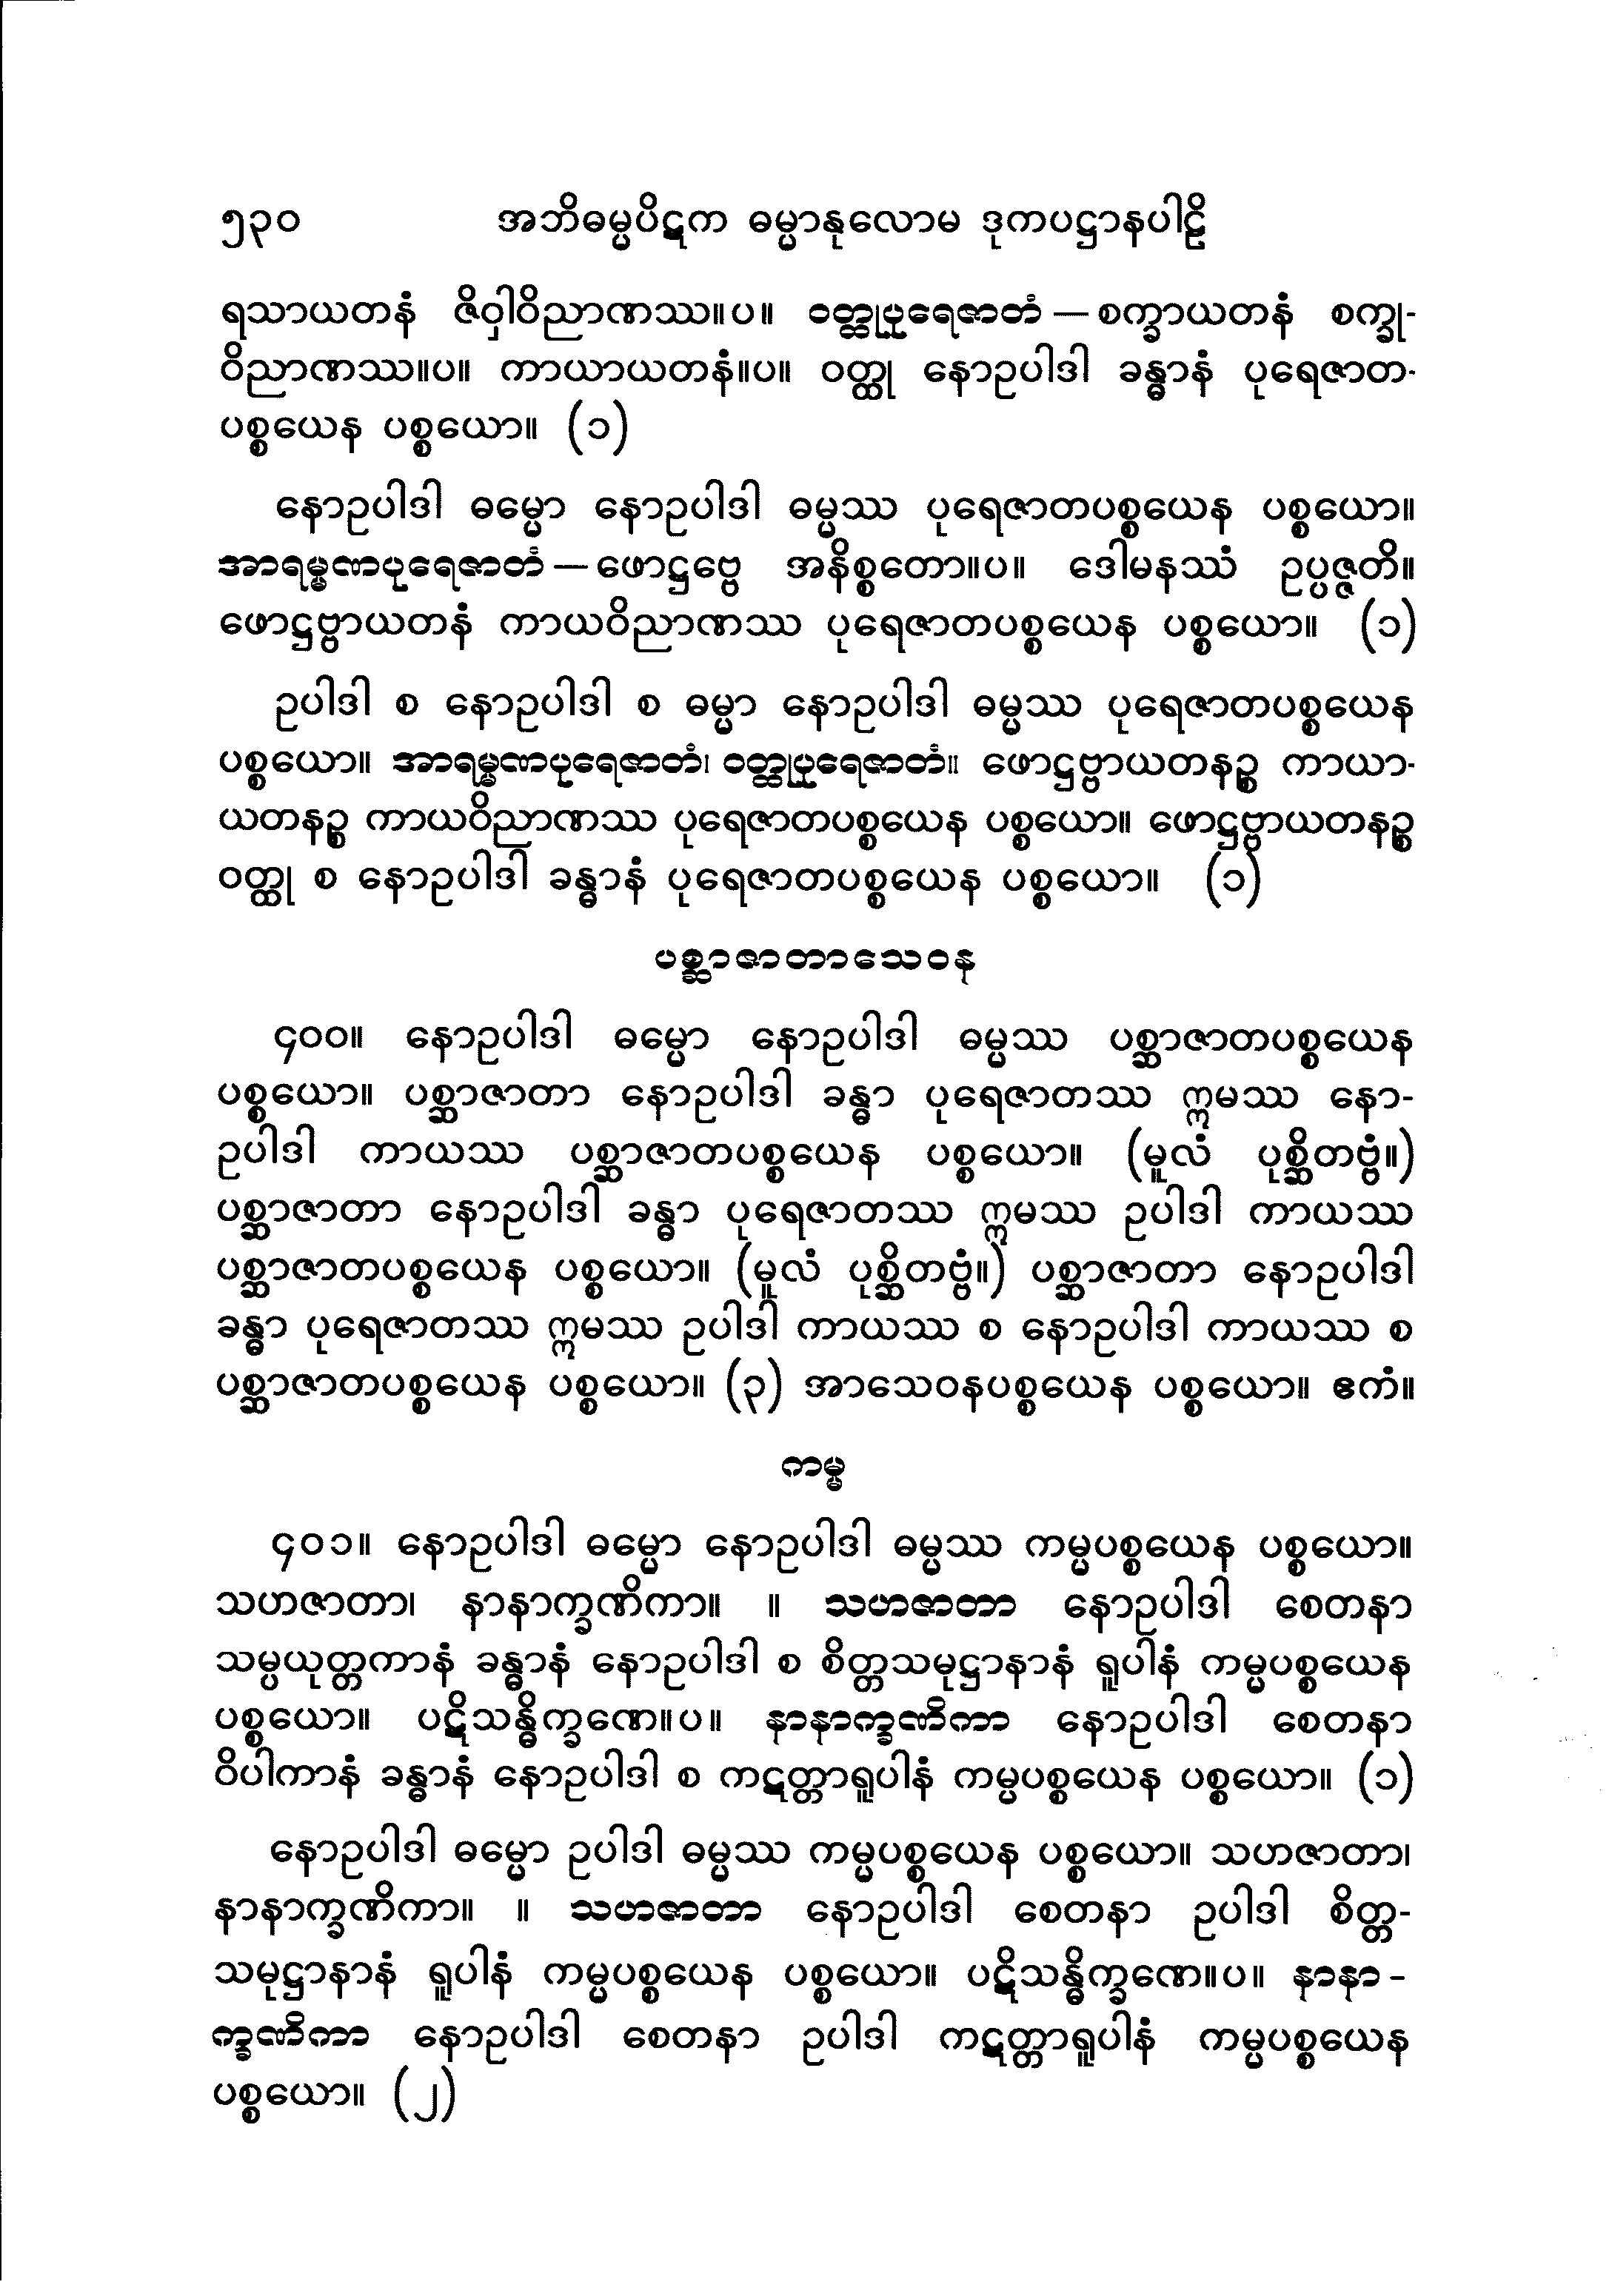 ၅၃၀ အဘိဓမ္မပိဋက ဓမ္မာနုလောမ ဒုကပဋ္ဌာနပါဠိ
ရသာယတနံ ဇိဝှါဝိညာဏဿ။ပ။ ဝတ္ထုပုရေဇာတံ — စက္ခာယတနံ စက္ခု-
ဝိညာဏဿ။ပ။ ကာယာယတနံ။ပ။ ဝတ္ထု နောဥပါဒါ ခန္ဓာနံ ပုရေဇာတ-
ပစ္စယေန ပစ္စယော။ (၁)
နောဥပါဒါ ဓမ္မော နောဥပါဒါ ဓမ္မဿ ပုရေဇာတပစ္စယေန ပစ္စယော။
အာရမ္မဏပုရေဇာတံ — ဖောဋ္ဌဗ္ဗေ အနိစ္စတော။ပ။ ဒေါမနဿံ ဥပ္ပဇ္ဇတိ။
ဖောဋ္ဌဗ္ဗာယတနံ ကာယဝိညာဏဿ ပုရေဇာတပစ္စယေန ပစ္စယော။ (၁)
ဥပါဒါ စ နောဥပါဒါ စ ဓမ္မာ နောဥပါဒါ ဓမ္မဿ ပုရေဇာတပစ္စယေန
ပစ္စယော။ အာရမ္မဏပုရေဇာတံ၊ ဝတ္ထုပုရေဇာတံ။ ဖောဋ္ဌဗ္ဗာယတနဉ္စ ကာယာ-
ယတနဉ္စ ကာယဝိညာဏဿ ပုရေဇာတပစ္စယေန ပစ္စယော။ ဖောဋ္ဌဗ္ဗာယတနဉ္စ
ဝတ္ထု စ နောဥပါဒါ ခန္ဓာနံ ပုရေဇာတပစ္စယေန ပစ္စယော။ (၁)
ပစ္ဆာဇာတာသေဝန
၄၀၀။ နောဥပါဒါ ဓမ္မော နောဥပါဒါ ဓမ္မဿ ပစ္ဆာဇာတပစ္စယေန
ပစ္စယော။ ပစ္ဆာဇာတာ နောဥပါဒါ ခန္ဓာ ပုရေဇာတဿ ဣမဿ နော-
ဥပါဒါ ကာယဿ ပစ္ဆာဇာတပစ္စယေန ပစ္စယော။ (မူလံ ပုစ္ဆိတဗ္ဗံ။)
ပစ္ဆာဇာတာ နောဥပါဒါ ခန္ဓာ ပုရေဇာတဿ ဣမဿ ဥပါဒါ ကာယဿ
ပစ္ဆာဇာတပစ္စယေန ပစ္စယော။ (မူလံ ပုစ္ဆိတဗ္ဗံ။) ပစ္ဆာဇာတာ နောဥပါဒါ
ခန္ဓာ ပုရေဇာတဿ ဣမဿ ဥပါဒါ ကာယဿ စ နောဥပါဒါ ကာယဿ စ
ပစ္ဆာဇာတပစ္စယေန ပစ္စယော။ (၃) အာသေဝနပစ္စယေန ပစ္စယော။ ဧကံ။
ကမ္မ
၄၀၁။ နောဥပါဒါ ဓမ္မော နောဥပါဒါ ဓမ္မဿ ကမ္မပစ္စယေန ပစ္စယော။
သဟဇာတာ၊ နာနာက္ခဏိကာ။ ။ သဟဇာတာ နောဥပါဒါ စေတနာ
သမ္ပယုတ္တကာနံ ခန္ဓာနံ နောဥပါဒါ စ စိတ္တသမုဋ္ဌာနာနံ ရူပါနံ ကမ္မပစ္စယေန
ပစ္စယော။ ပဋိသန္ဓိက္ခဏေ။ပ။ နာနာက္ခဏိကာ နောဥပါဒါ စေတနာ
ဝိပါကာနံ ခန္ဓာနံ နောဥပါဒါ စ ကဋတ္တာရူပါနံ ကမ္မပစ္စယေန ပစ္စယော။ (၁)
နောဥပါဒါ ဓမ္မော ဥပါဒါ ဓမ္မဿ ကမ္မပစ္စယေန ပစ္စယော။ သဟဇာတာ၊
နာနာက္ခဏိကာ။ ။ သဟဇာတာ နောဥပါဒါ စေတနာ ဥပါဒါ စိတ္တ-
သမုဋ္ဌာနာနံ ရူပါနံ ကမ္မပစ္စယေန ပစ္စယော။ ပဋိသန္ဓိက္ခဏေ။ပ။ နာနာ-
က္ခဏိကာ နောဥပါဒါ စေတနာ ဥပါဒါ ကဋတ္တာရူပါနံ ကမ္မပစ္စယေန
ပစ္စယော။ (၂)